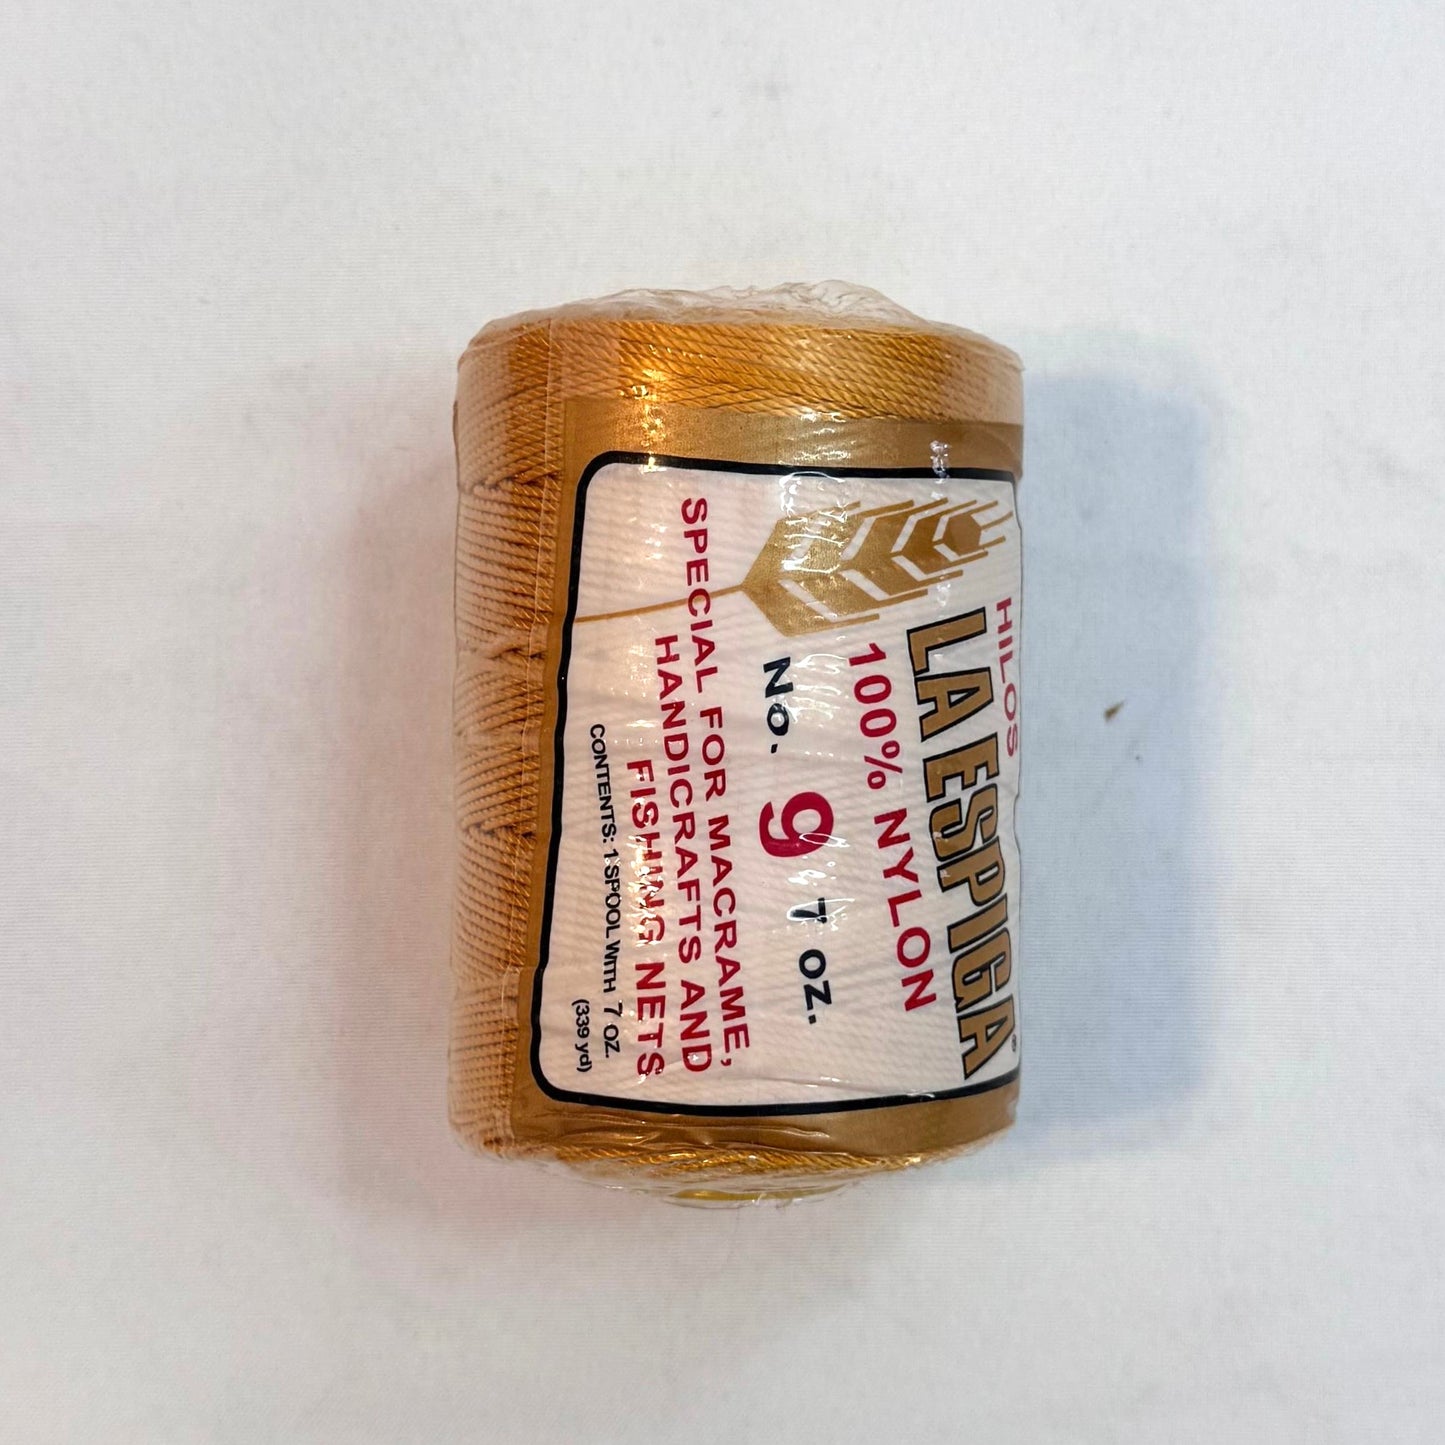 HILOS
LA ESPIGA®
100% NYLON
No. 9 7 OZ.
SPECIAL FOR MACRAME,
HANDICRAFTS AND
FISHING NETS
CONTENTS: 1 SPOOL WITH 7 OZ.
(339 yd)